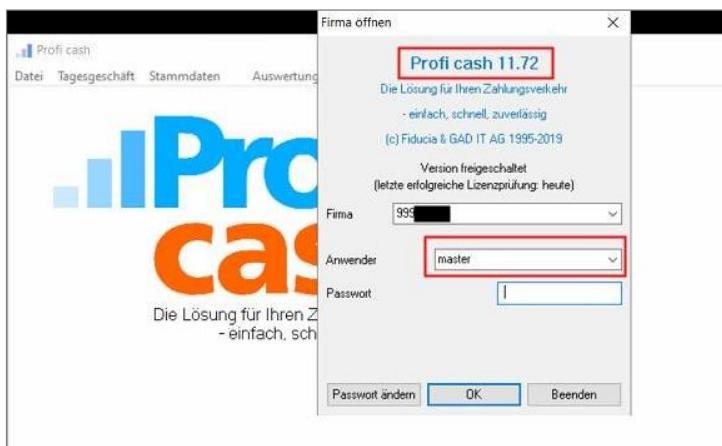 Firma öffnen
Profi cash
Datei Tagesgeschäft Stammdaten Auswertung
Profi cash 11.72
Die Lösung für Ihren Zahlungsverkehr
- einfach, schnell, zuverlässig
(c) Fiducia & GAD IT AG 1995-2019
Version freigeschaltet
(letzte erfolgreiche Lizenzprüfung: heute)
Firma 999
Anwender master
Passwort
Passwort ändern OK Beenden
Pro
cas
Die Lösung für Ihren Z
- einfach, sch